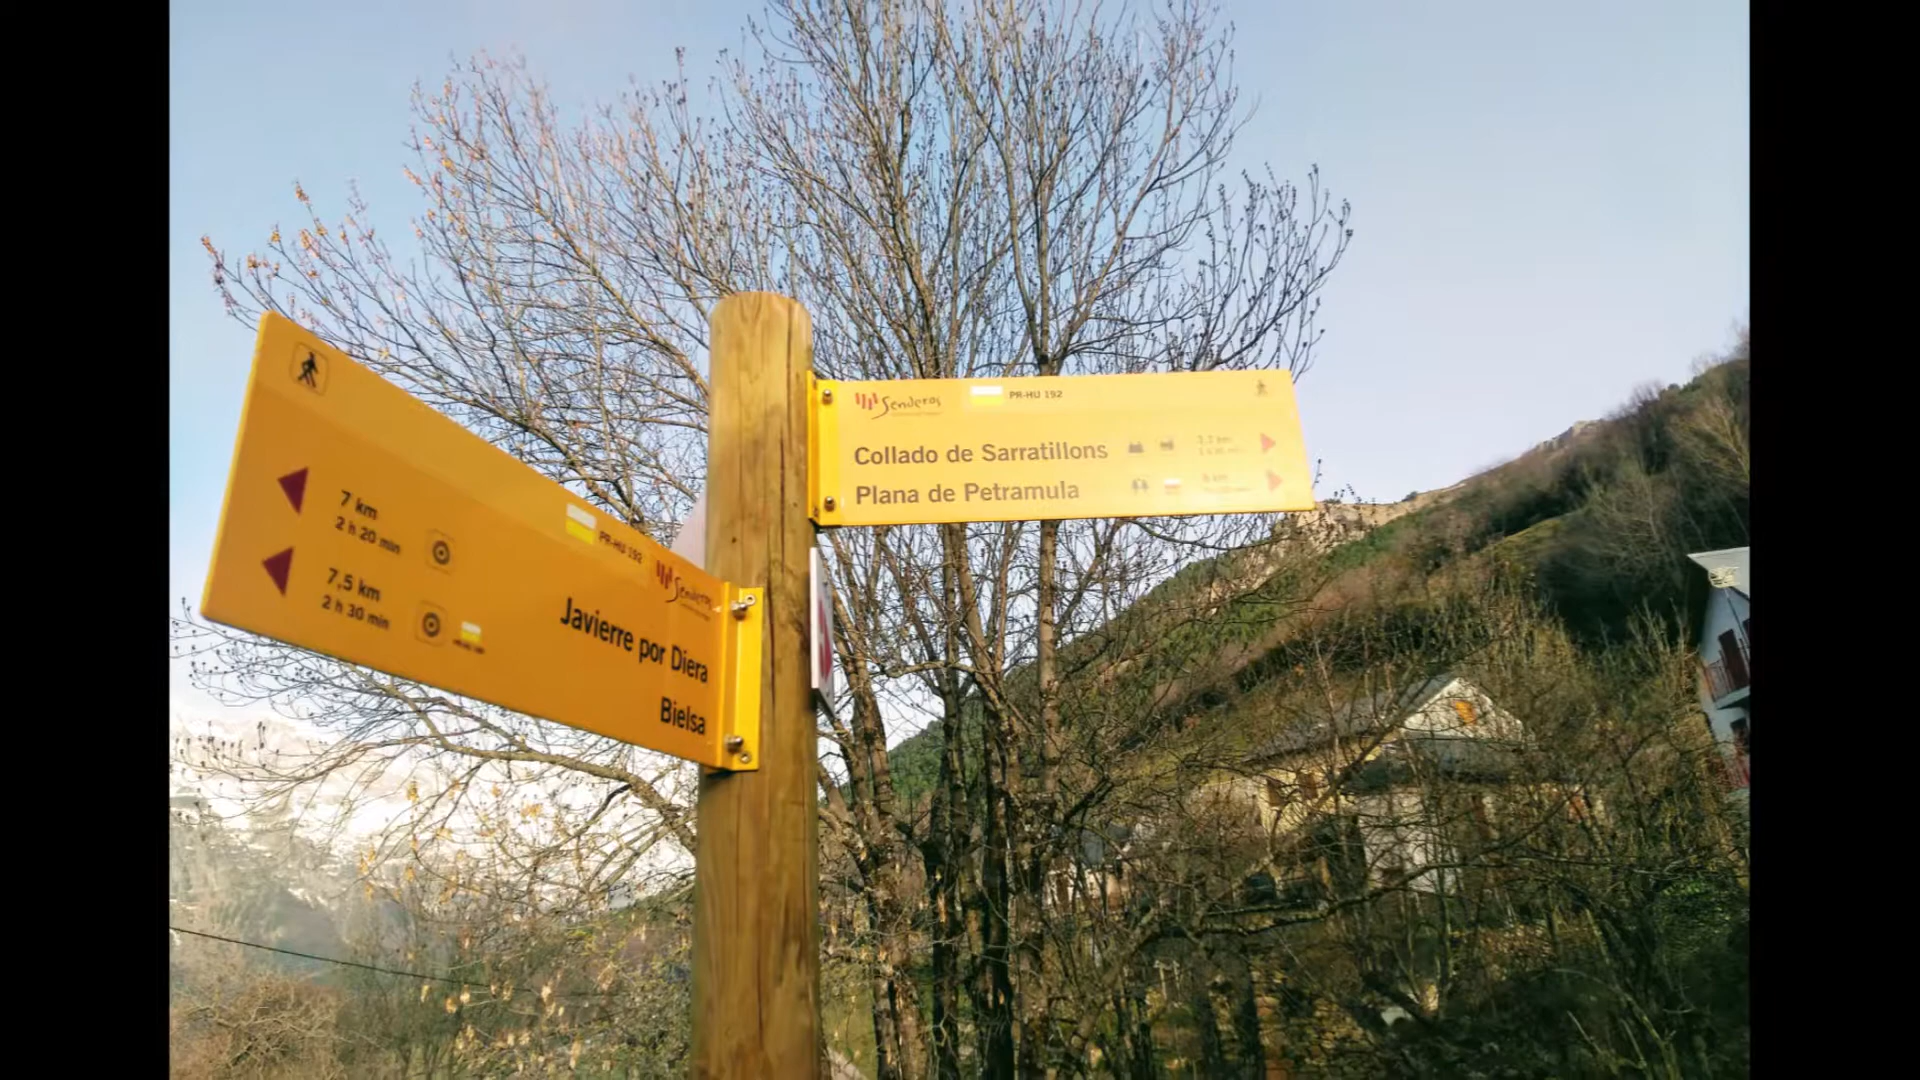 7 km
2 h 20 min
7,5 km
2 h 30 min
PR-HU 192
Senderos
Javierre por Diera
Bielsa
Senderos
PR-HU 192
Collado de Sarratillons
Plana de Petramula